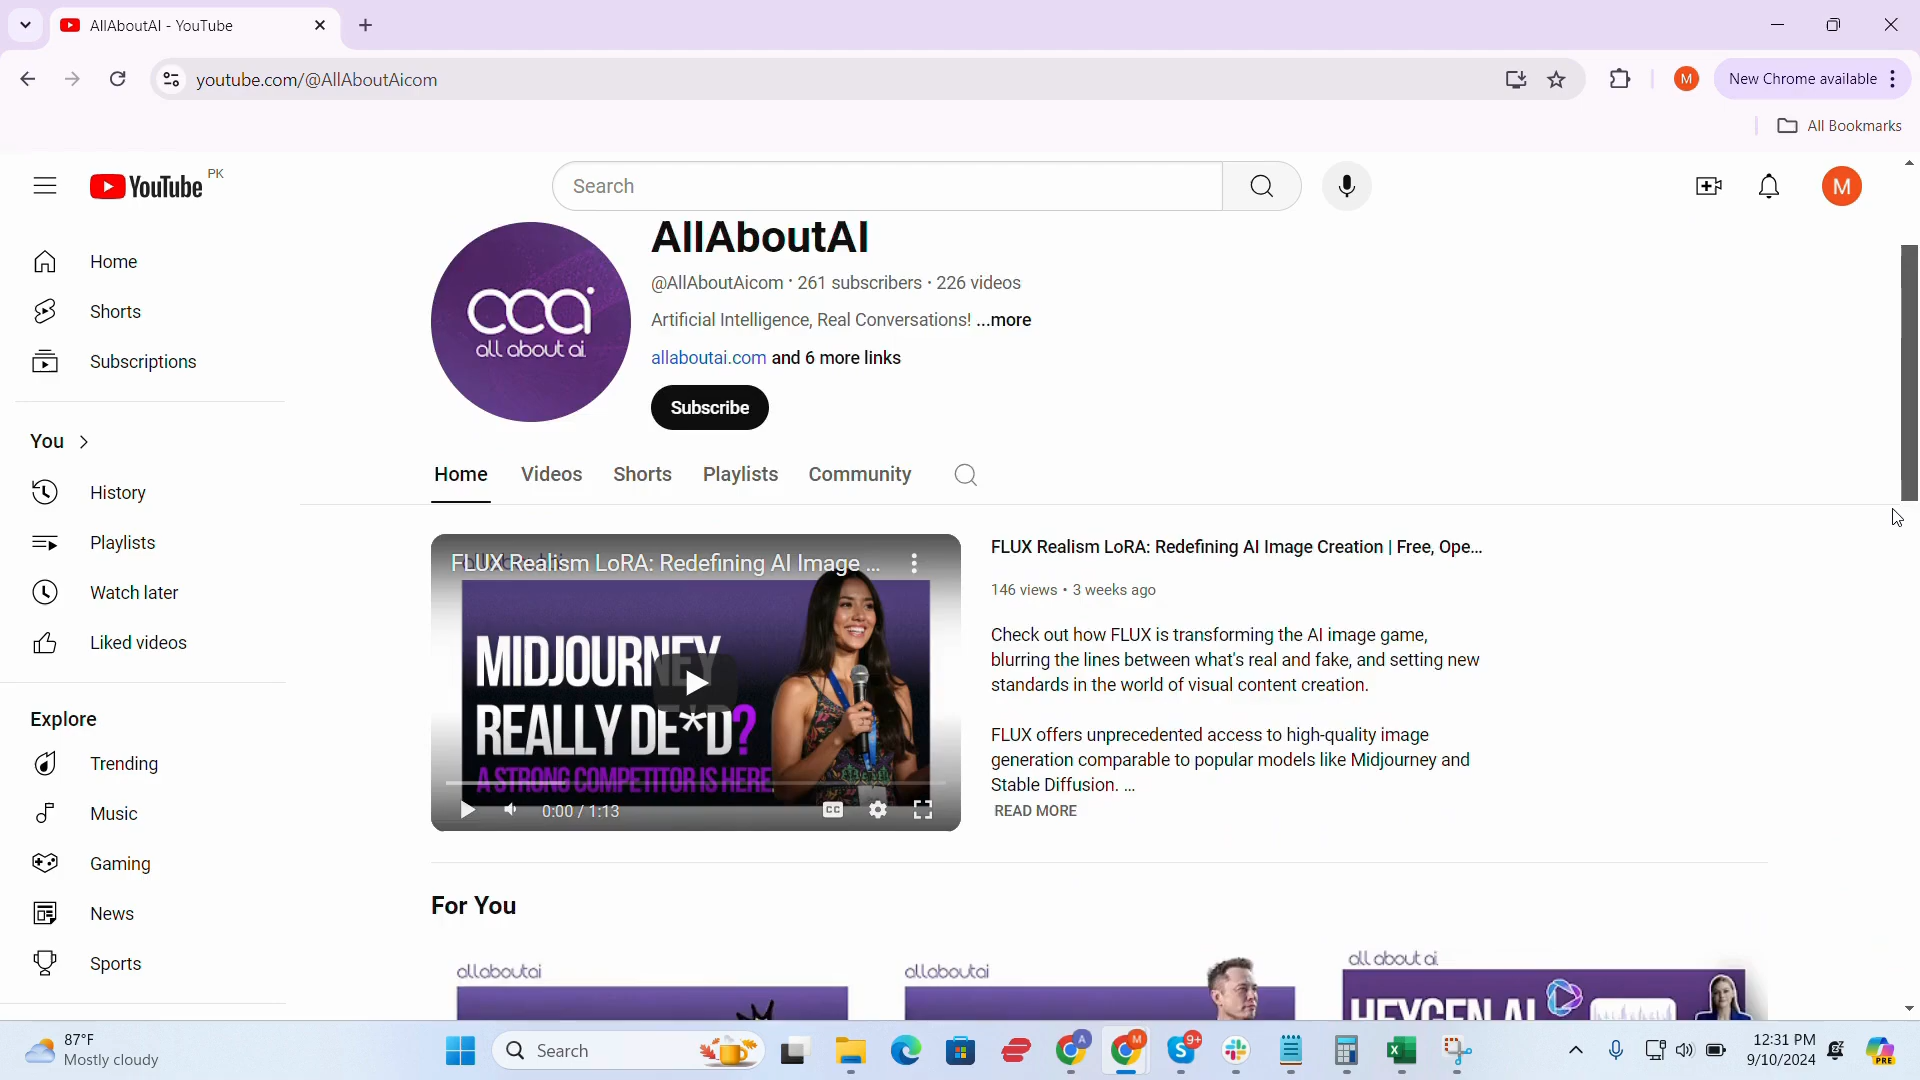 AllAboutAI - YouTube
youtube.com/@AllAboutAicom
M
New Chrome available
All Bookmarks
YouTube PK
Search
M
Home
Shorts
Subscriptions
You
History
Playlists
Watch later
Liked videos
Explore
Trending
Music
Gaming
News
Sports
all about ai
AllAboutAI
@AllAboutAicom · 261 subscribers · 226 videos
Artificial Intelligence, Real Conversations! ...more
allaboutai.com and 6 more links
Subscribe
Home Videos Shorts Playlists Community
FLUX Realism LoRA: Redefining AI Image ...
MIDJOURNEY
REALLY DE*D?
A STRONG COMPETITOR IS HERE
0:00 / 1:13
CC
FLUX Realism LoRA: Redefining AI Image Creation | Free, Ope...
146 views • 3 weeks ago
Check out how FLUX is transforming the AI image game,
blurring the lines between what's real and fake, and setting new
standards in the world of visual content creation.
FLUX offers unprecedented access to high-quality image
generation comparable to popular models like Midjourney and
Stable Diffusion. ...
READ MORE
For You
allaboutai
allaboutai
all about ai
HEYGEN AI
87°F
Mostly cloudy
Search
A
M
9+
12:31 PM
9/10/2024
PRE